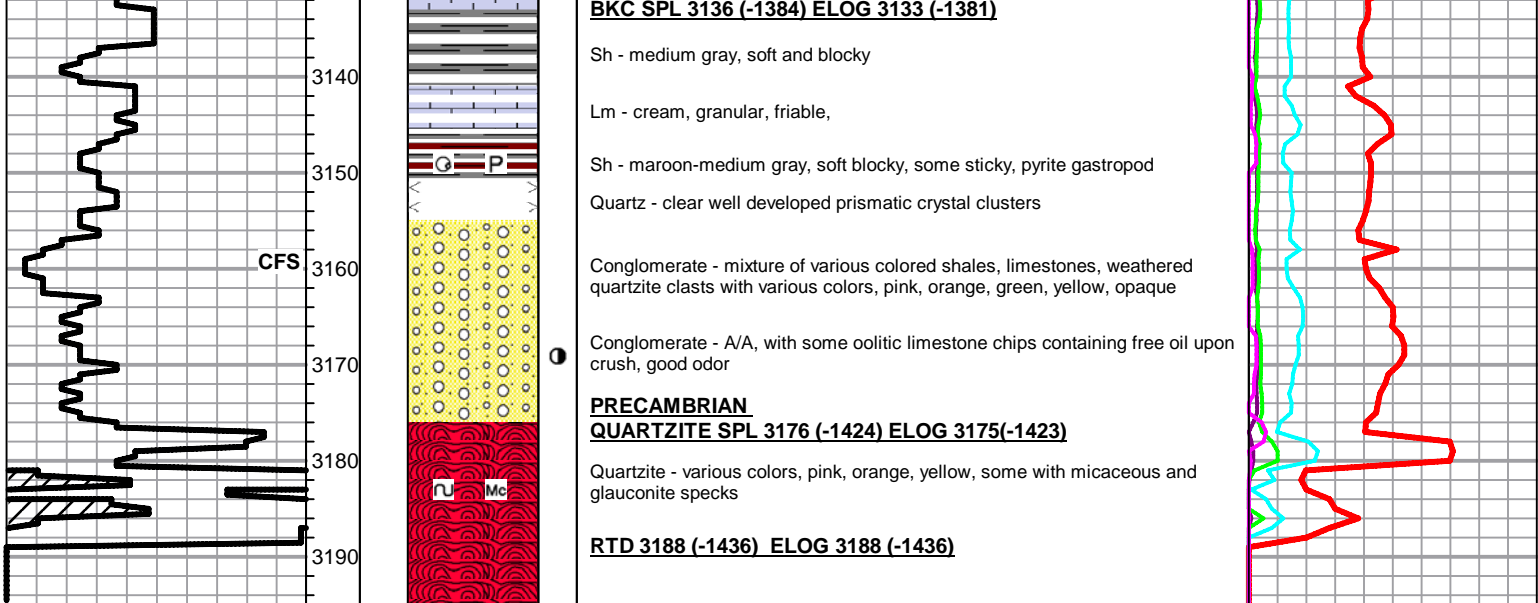 BKC SPL 3136 (-1384) ELOG 3133 (-1381)
Sh - medium gray, soft and blocky
3140
Lm - cream, granular, friable,
3150
P
Sh - maroon-medium gray, soft blocky, some sticky, pyrite gastropod
Quartz - clear well developed prismatic crystal clusters
CFS
3160
Conglomerate - mixture of various colored shales, limestones, weathered
quartzite clasts with various colors, pink, orange, green, yellow, opaque
Conglomerate - A/A, with some oolitic limestone chips containing free oil upon
crush, good odor
3170
PRECAMBRIAN
QUARTZITE SPL 3176 (-1424) ELOG 3175(-1423)
3180
Quartzite - various colors, pink, orange, yellow, some with micaceous and
glauconite specks
Mc
RTD 3188 (-1436) ELOG 3188 (-1436)
3190